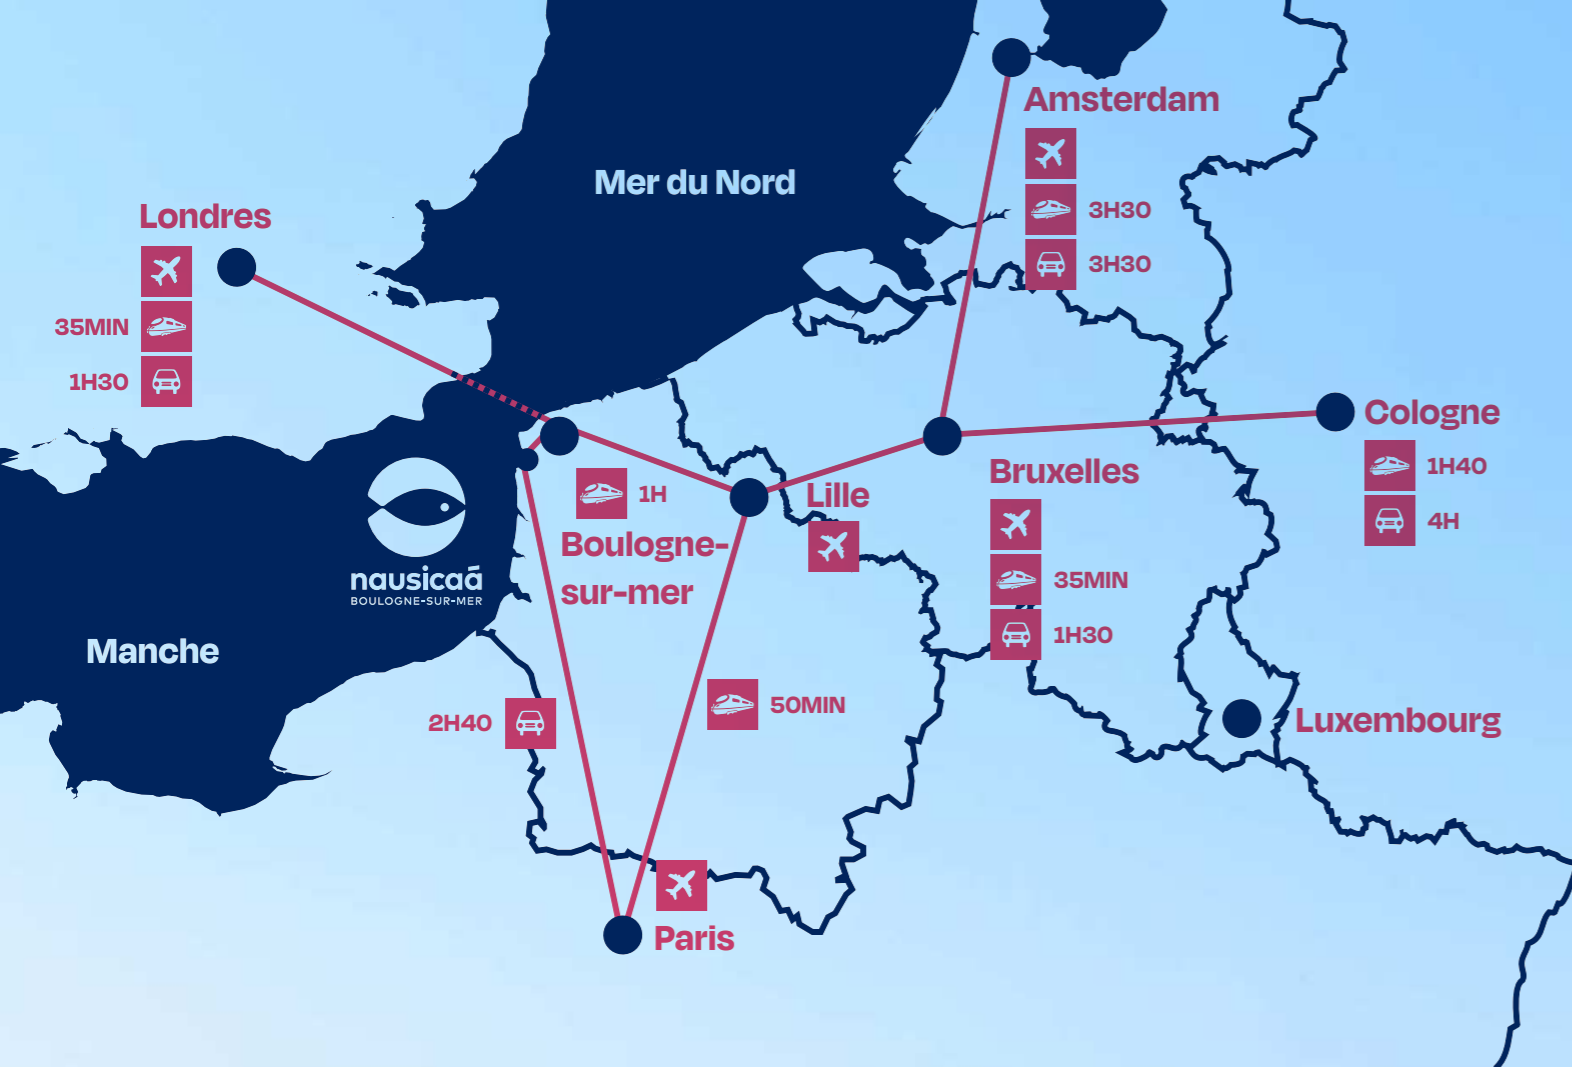 Amsterdam
3H30
3H30
Mer du Nord
Londres
35MIN
1H30
Cologne
1H40
4H
Bruxelles
35MIN
1H30
Lille
1H
Boulogne-
sur-mer
nausicaá
BOULOGNE-SUR-MER
Manche
2H40
50MIN
Luxembourg
Paris